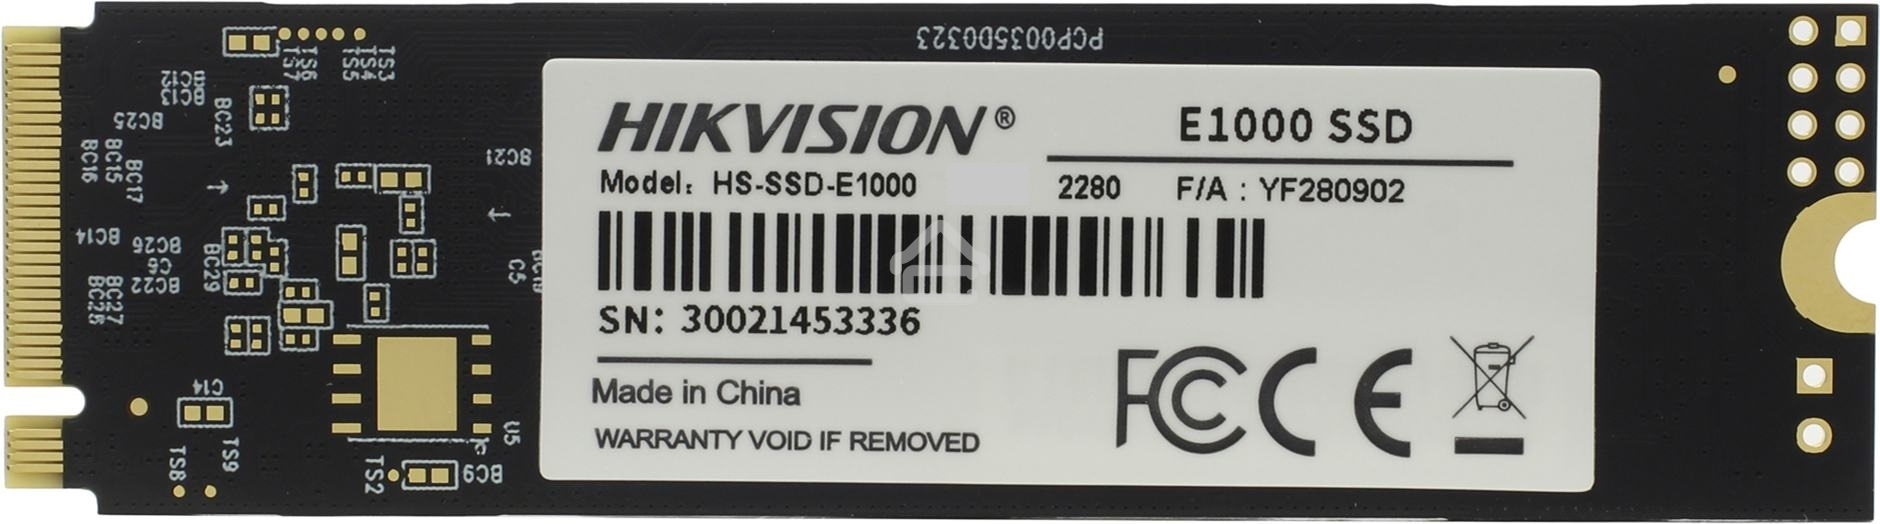 PCP0035D0323
TS7
TS6
TS5
TS4
TS3
BC12
BC13
BC25
BC23
BC16
BC15
BC17
BC21
BC14
BC26
C6
BC22
BC29
C5
BC27
C14
U5
TS8
TS9
TS2
BC9
HIKVISION®
E1000 SSD
Model: HS-SSD-E1000 2280 F/A : YF280902
SN: 30021453336
Made in China
WARRANTY VOID IF REMOVED
FC CE